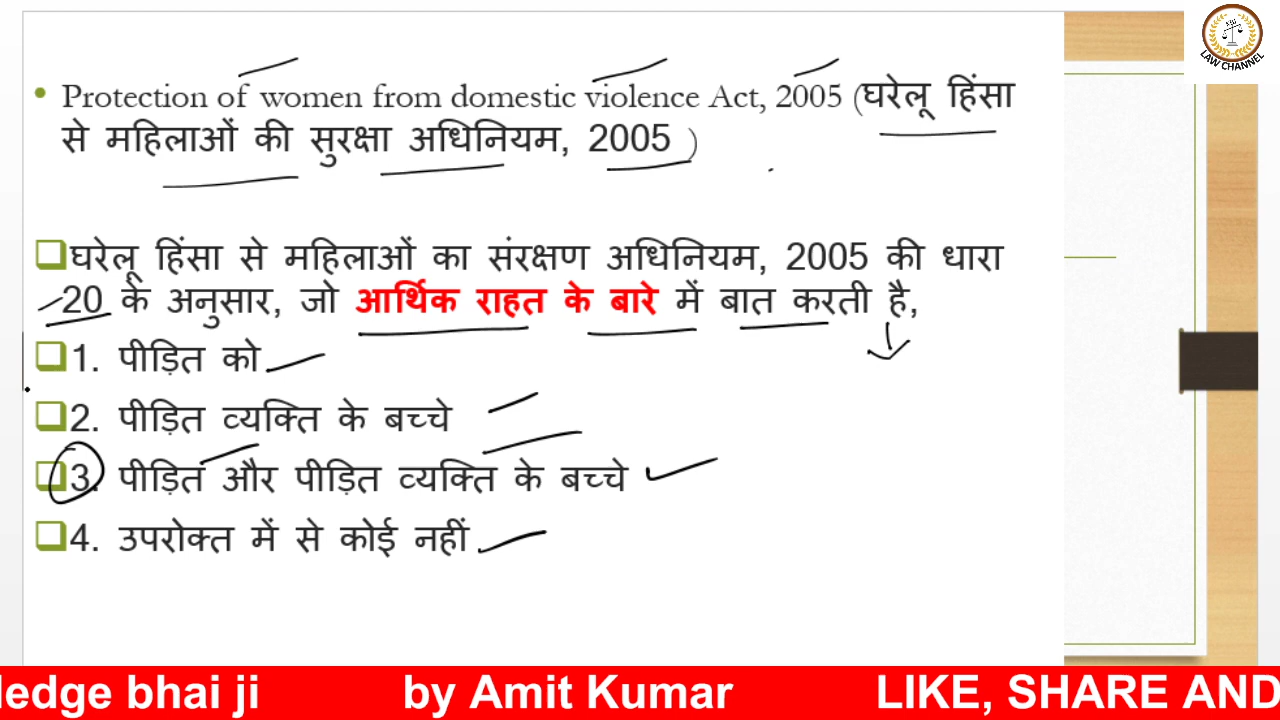 Protection of women from domestic violence Act, 2005 (घरेलू हिंसा
से महिलाओं की सुरक्षा अधिनियम, 2005 )
घरेलू हिंसा से महिलाओं का संरक्षण अधिनियम, 2005 की धारा
20 के अनुसार, जो आर्थिक राहत के बारे में बात करती है,
1. पीड़ित को
2. पीड़ित व्यक्ति के बच्चे
3. पीड़ित और पीड़ित व्यक्ति के बच्चे
4. उपरोक्त में से कोई नहीं
LAW CHANNEL
ledge bhai ji by Amit Kumar LIKE, SHARE AND